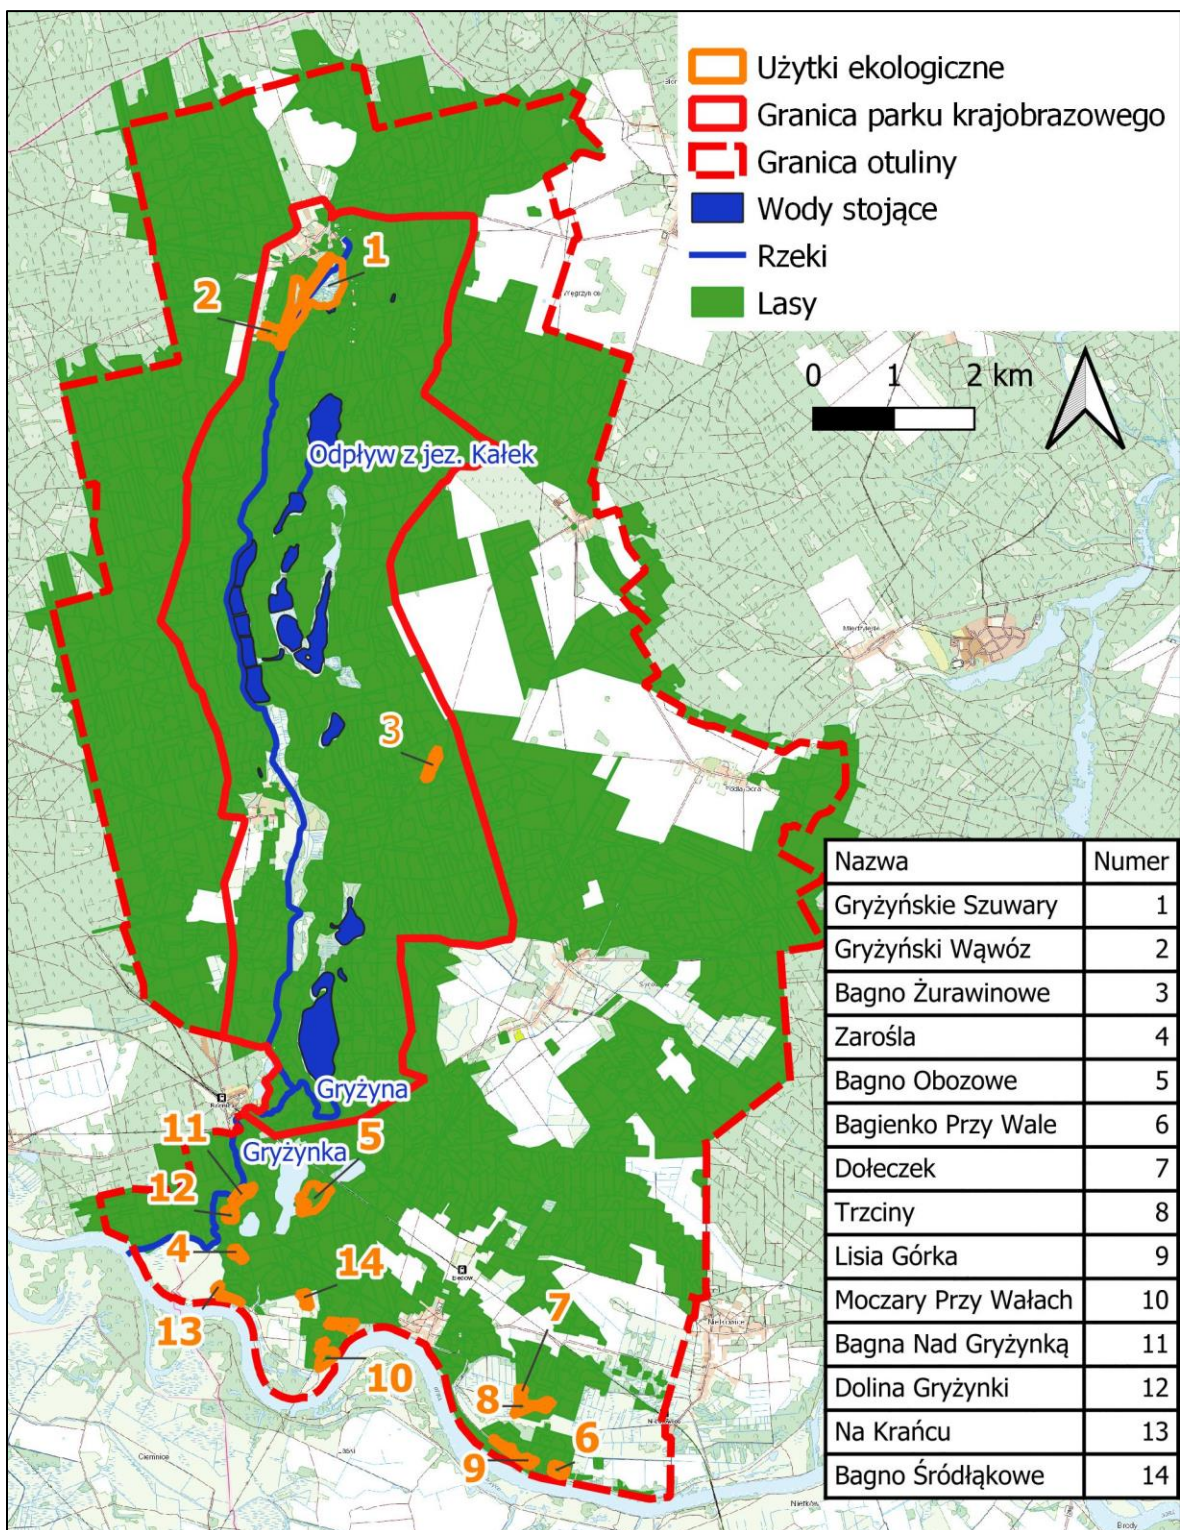 Użytki ekologiczne
Granica parku krajobrazowego
Granica otuliny
Wody stojące
Rzeki
Lasy
0 1 2 km
1
2
Odpływ z jez. Kałek
3
Gryżyna
11
5
Gryżynka
12
4
14
13
7
10
8
6
9
Nazwa Numer
Gryżyńskie Szuwary 1
Gryżyński Wąwóz 2
Bagno Żurawinowe 3
Zarośla 4
Bagno Obozowe 5
Bagienko Przy Wale 6
Dołeczek 7
Trzciny 8
Lisia Górka 9
Moczary Przy Wałach 10
Bagna Nad Gryżynką 11
Dolina Gryżynki 12
Na Krańcu 13
Bagno Śródłąkowe 14